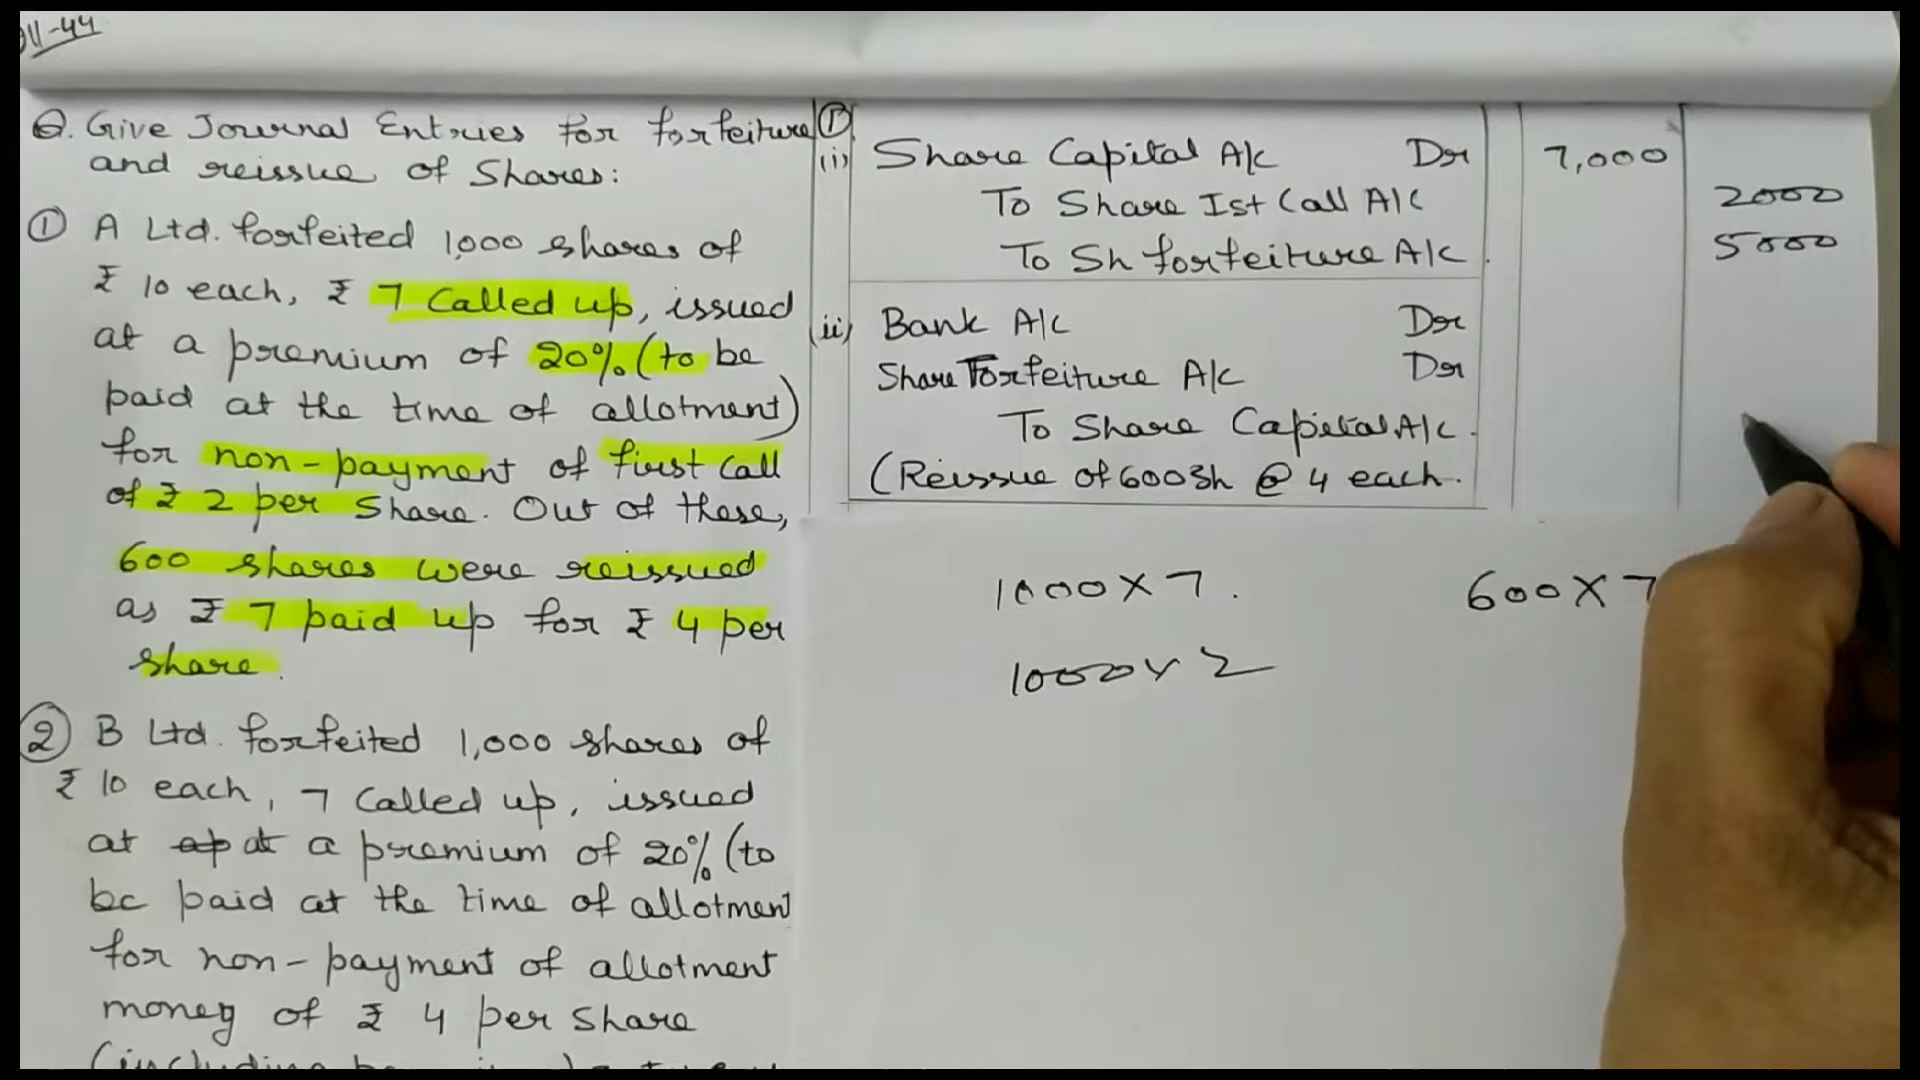 Q. Give Journal Entries for forfeiture
and reissue of Shares:
① A Ltd. forfeited 1,000 shares of
₹ 10 each, ₹ 7 Called up, issued
at a premium of 20% (to be
paid at the time of allotment)
for non-payment of first Call
of ₹ 2 per Share. Out of these,
600 shares were reissued
as ₹ 7 paid up for ₹ 4 per
share.
② B Ltd. forfeited 1,000 shares of
₹ 10 each, 7 Called up, issued
at a premium of 20% (to
be paid at the time of allotment
for non-payment of allotment
money of ₹ 4 per Share
①
(i) Share Capital A/c Dr 7,000
To Share Ist Call A/c 2000
To Sh forfeiture A/c. 5000
(ii) Bank A/c Dr
Share Forfeiture A/c Dr
To Share Capital A/c.
(Reissue of 600 Sh @ 4 each.
1000 X 7. 600 X 7
1000 x 2